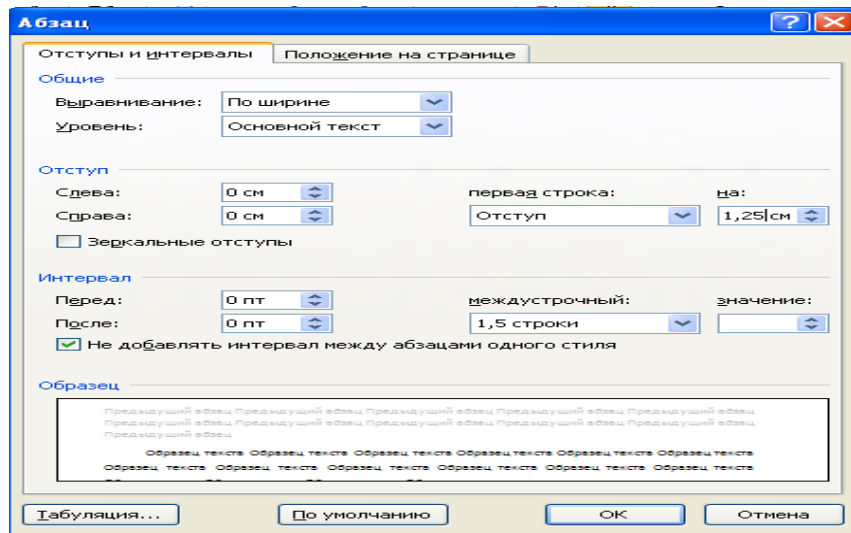 Абзац
Отступы и интервалы Положение на странице
Общие
Выравнивание: По ширине
Уровень: Основной текст
Отступ
Слева: 0 см первая строка: на:
Справа: 0 см Отступ 1,25 см
Зеркальные отступы
Интервал
Перед: 0 пт междустрочный: значение:
После: 0 пт 1,5 строки
Не добавлять интервал между абзацами одного стиля
Образец
Предыдущий абзац Предыдущий абзац Предыдущий абзац Предыдущий абзац Предыдущий абзац
Предыдущий абзац Предыдущий абзац Предыдущий абзац Предыдущий абзац Предыдущий абзац
Предыдущий абзац
Образец текста Образец текста Образец текста Образец текста Образец текста Образец текста
Образец текста Образец текста Образец текста Образец текста Образец текста Образец текста
Табуляция... По умолчанию ОК Отмена